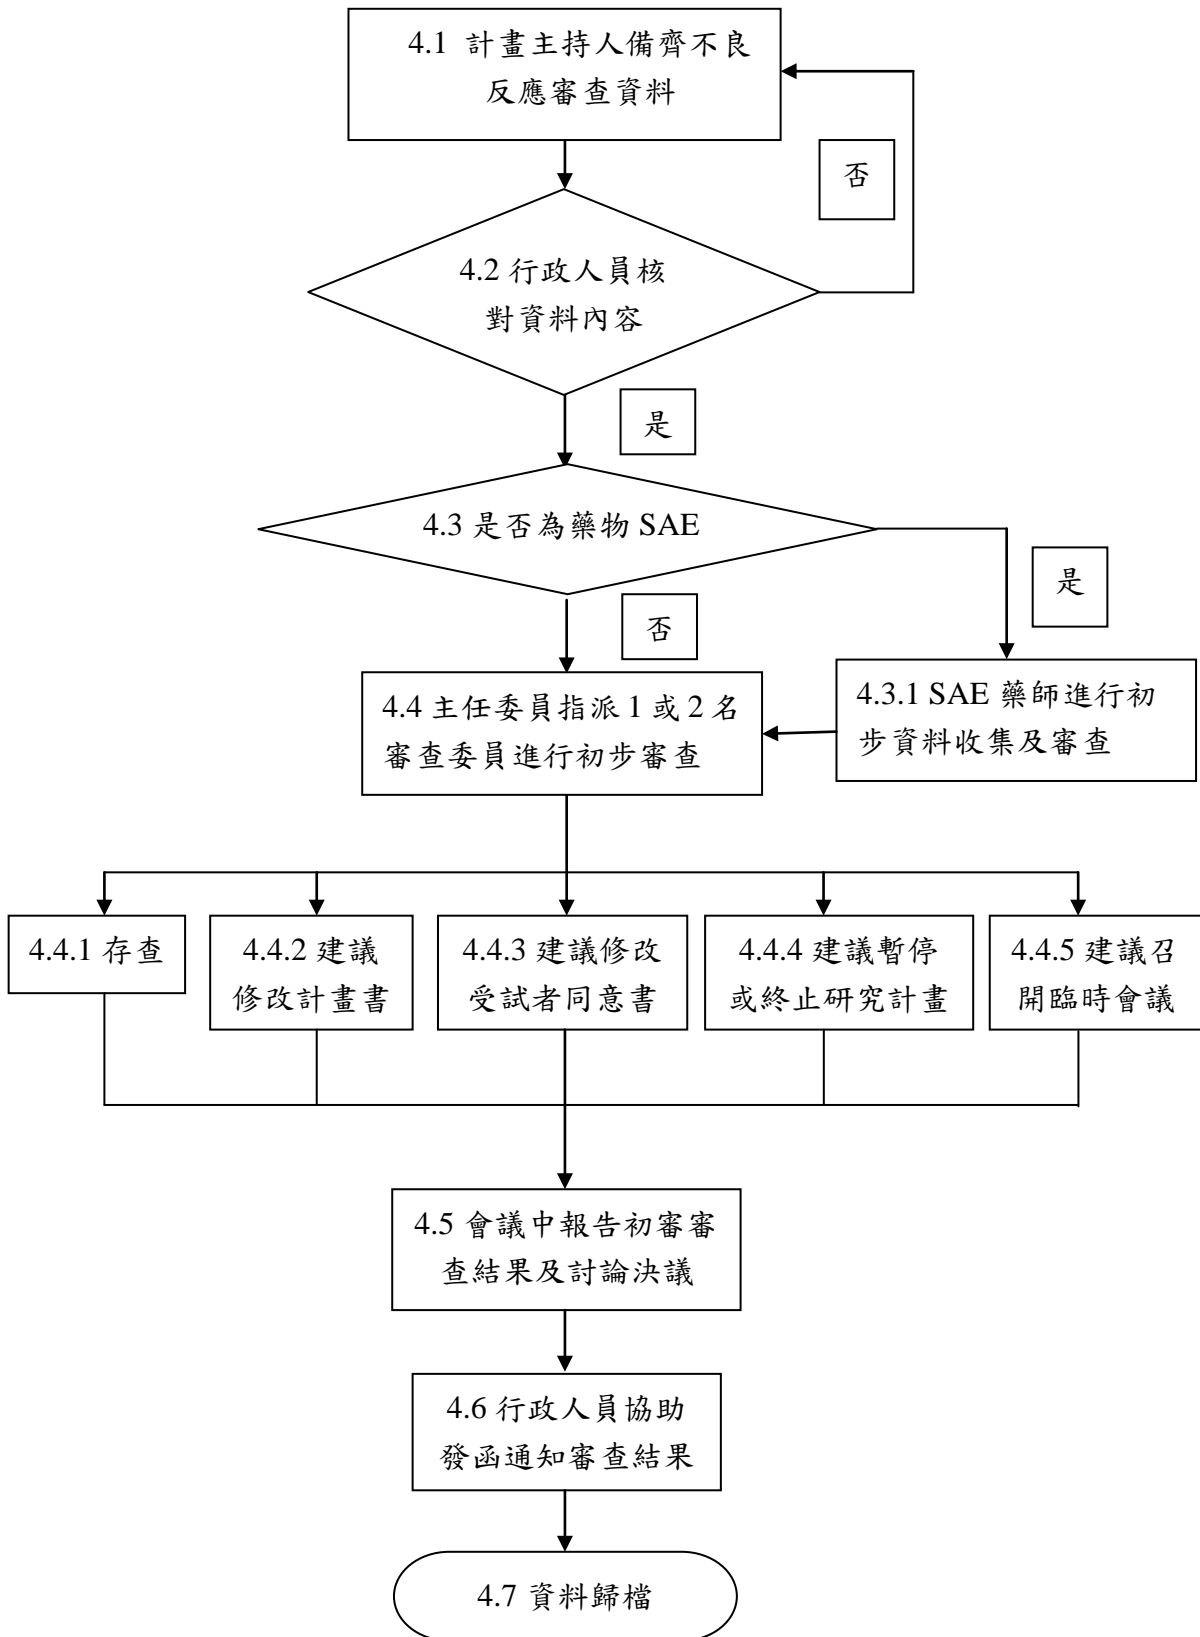 4.1 計畫主持人備齊不良
反應審查資料
否
4.2 行政人員核
對資料內容
是
4.3 是否為藥物 SAE
是
否
4.4 主任委員指派 1 或 2 名
審查委員進行初步審查
4.3.1 SAE 藥師進行初
步資料收集及審查
4.4.1 存查
4.4.2 建議
修改計畫書
4.4.3 建議修改
受試者同意書
4.4.4 建議暫停
或終止研究計畫
4.4.5 建議召
開臨時會議
4.5 會議中報告初審審
查結果及討論決議
4.6 行政人員協助
發函通知審查結果
4.7 資料歸檔